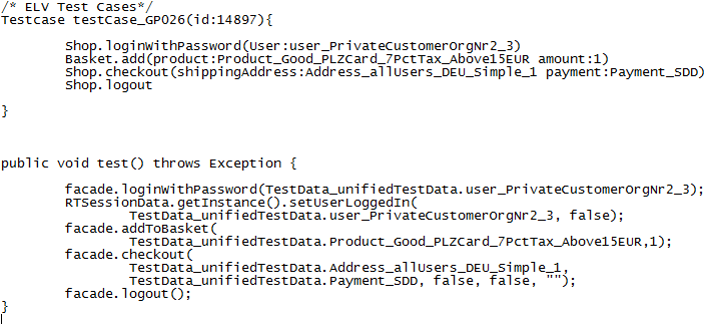 /* ELV Test Cases*/
Testcase testCase_GP026(id:14897){
Shop.loginWithPassword(User:user_PrivateCustomerOrgNr2_3)
Basket.add(product:Product_Good_PLZCard_7PctTax_Above15EUR amount:1)
Shop.checkout(shippingAddress:Address_allUsers_DEU_Simple_1 payment:Payment_SDD)
Shop.logout
}
public void test() throws Exception {
facade.loginWithPassword(TestData_unifiedTestData.user_PrivateCustomerOrgNr2_3);
RTSessionData.getInstance().setUserLoggedIn(
TestData_unifiedTestData.user_PrivateCustomerOrgNr2_3, false);
facade.addToBasket(
TestData_unifiedTestData.Product_Good_PLZCard_7PctTax_Above15EUR,1);
facade.checkout(
TestData_unifiedTestData.Address_allUsers_DEU_Simple_1,
TestData_unifiedTestData.Payment_SDD, false, false, "");
facade.logout();
}